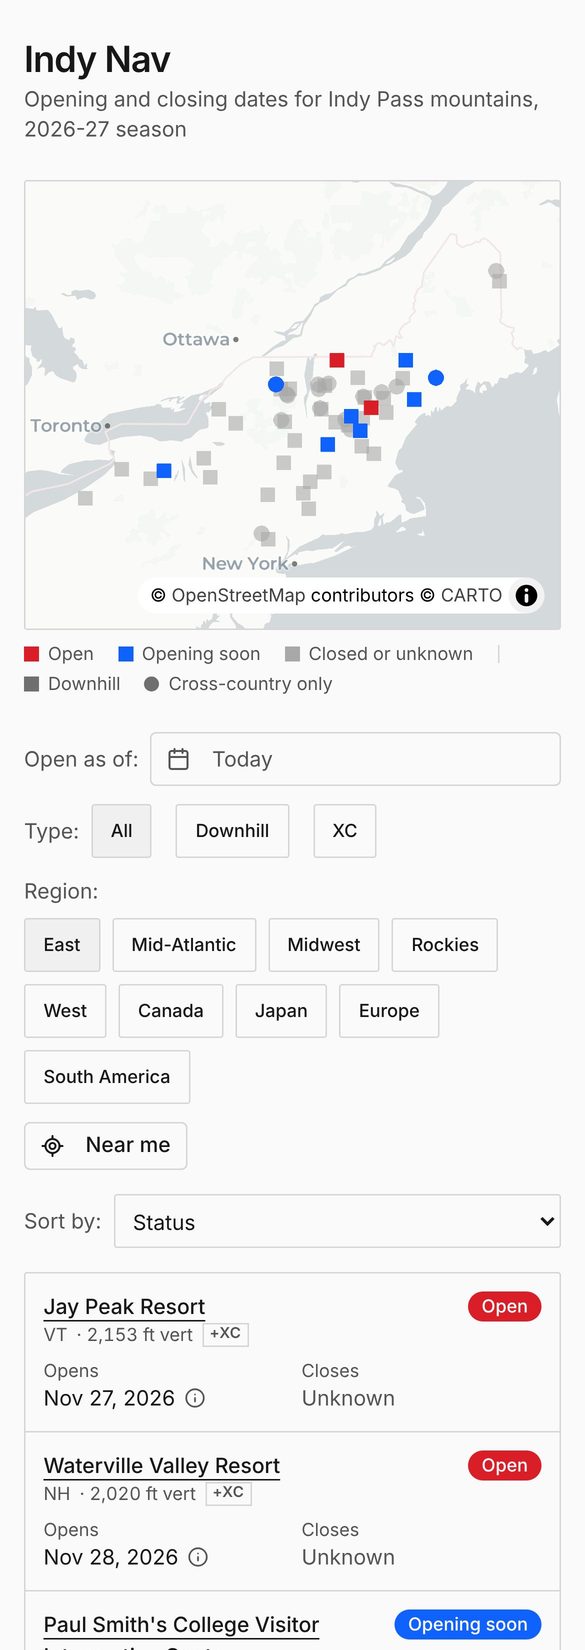 Indy Nav
Opening and closing dates for Indy Pass mountains,
2026-27 season
Ottawa
Toronto
New York
© OpenStreetMap contributors © CARTO
Open Opening soon Closed or unknown
Downhill Cross-country only
Open as of: Today
Type: All Downhill XC
Region:
East Mid-Atlantic Midwest Rockies
West Canada Japan Europe
South America
Near me
Sort by: Status
Jay Peak Resort Open
VT · 2,153 ft vert +XC
Opens Closes
Nov 27, 2026 Unknown
Waterville Valley Resort Open
NH · 2,020 ft vert +XC
Opens Closes
Nov 28, 2026 Unknown
Paul Smith's College Visitor Opening soon